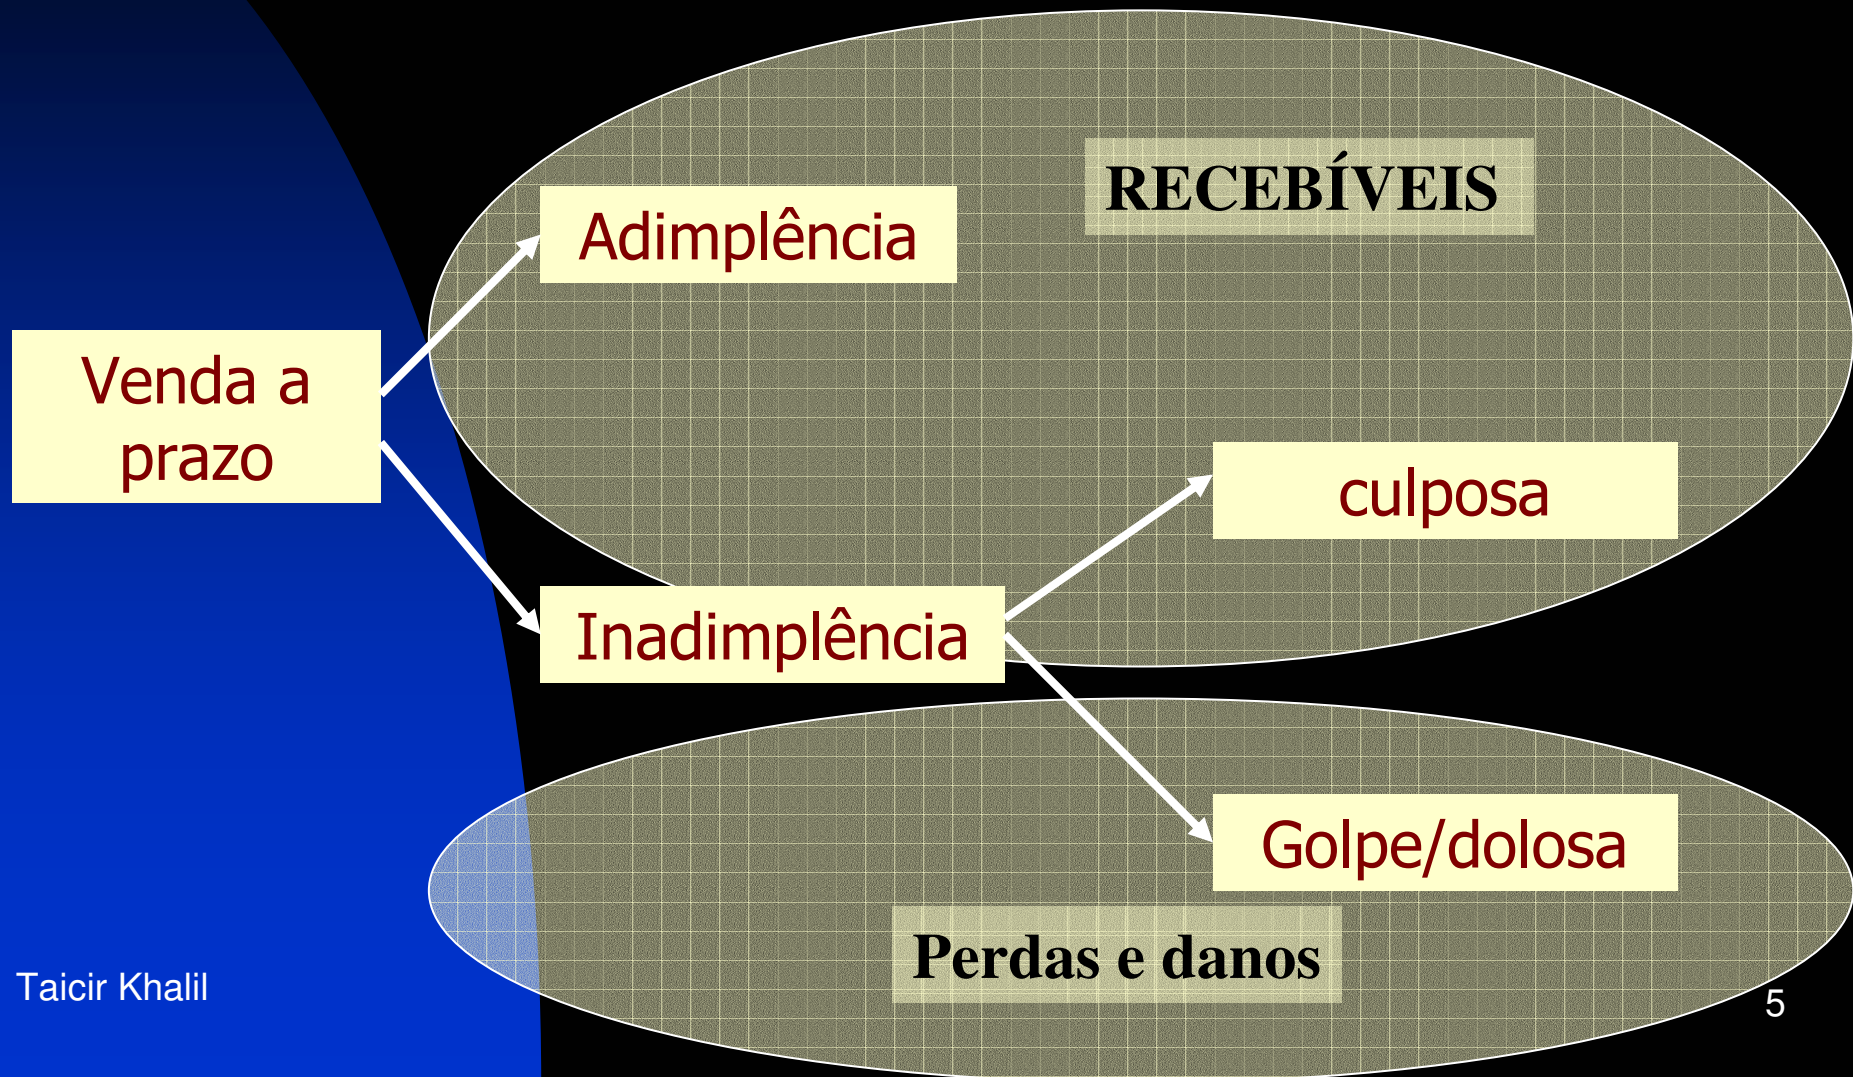 RECEBÍVEIS
Adimplência
Venda a
prazo
culposa
Inadimplência
Golpe/dolosa
Perdas e danos
Taicir Khalil
5